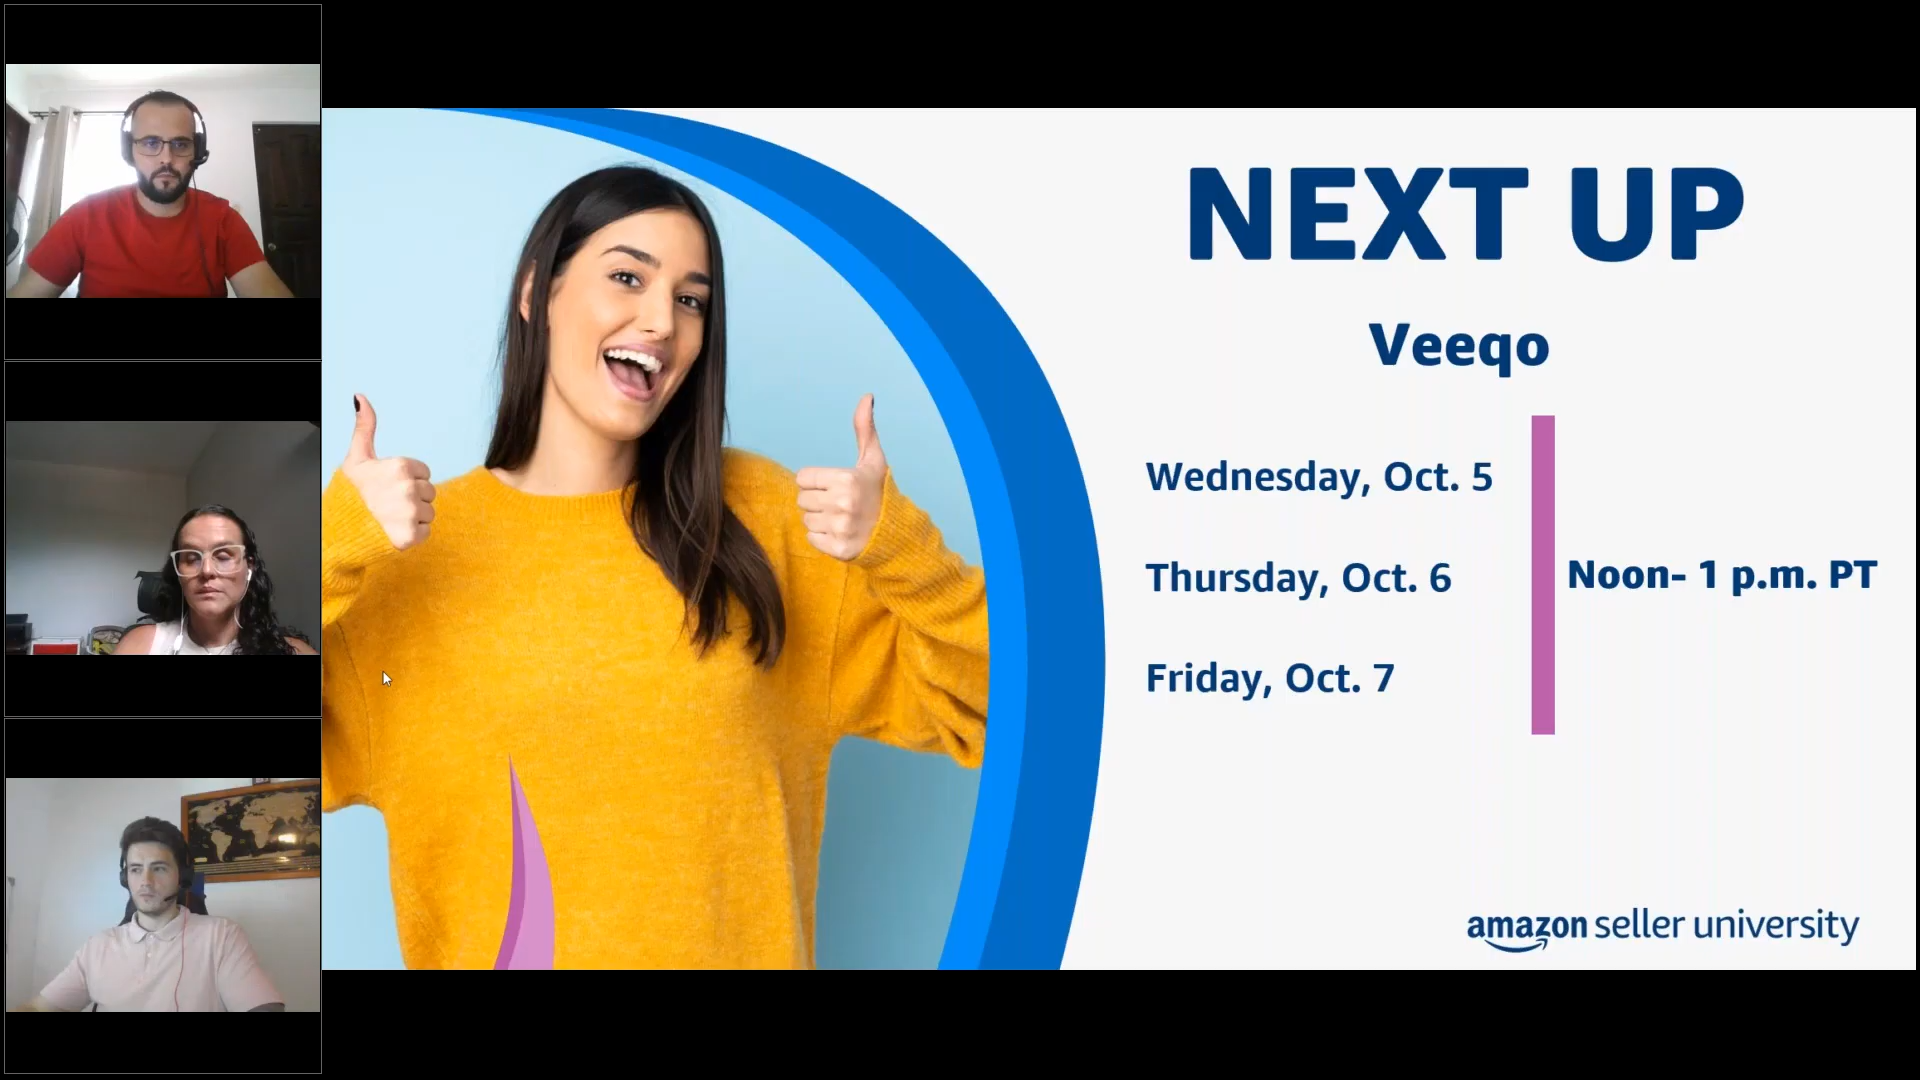 NEXT UP
Veeqo
Wednesday, Oct. 5
Thursday, Oct. 6
Friday, Oct. 7
Noon- 1 p.m. PT
amazon seller university